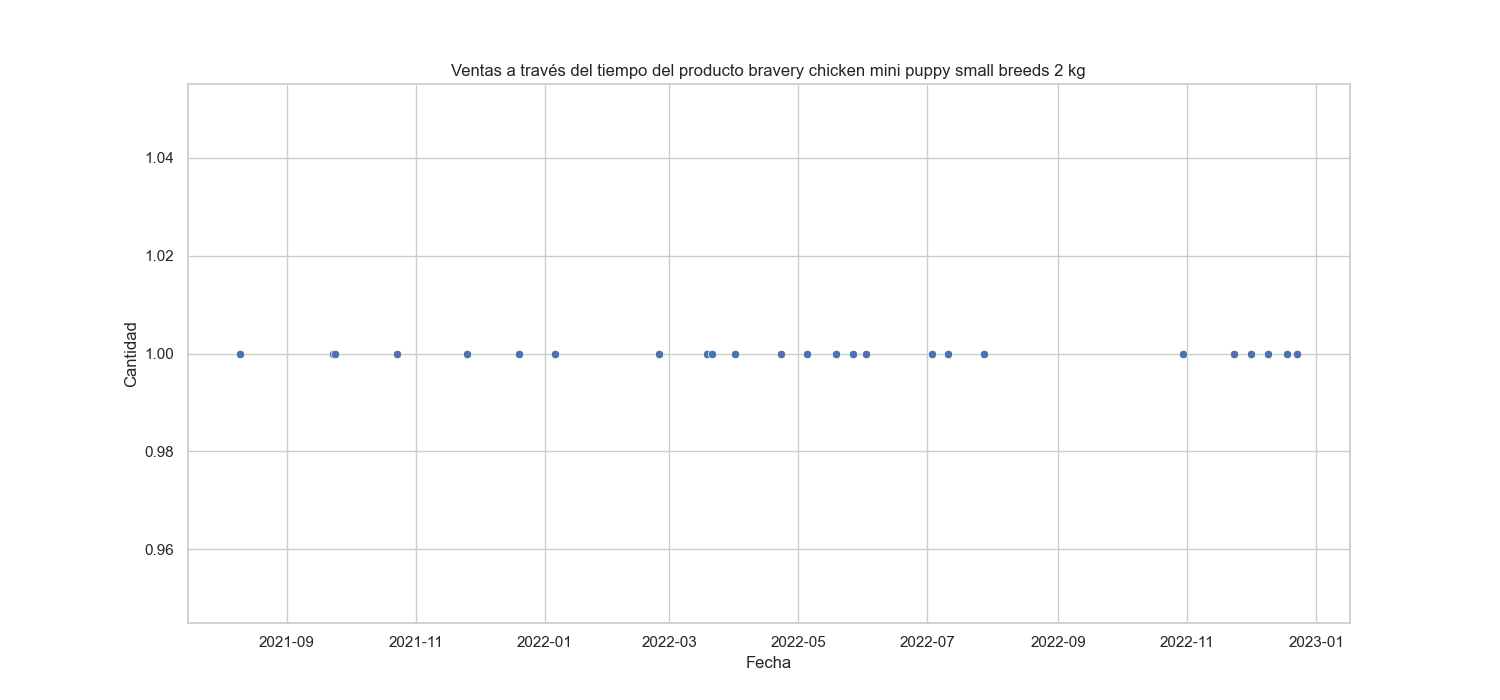 Ventas a través del tiempo del producto bravery chicken mini puppy small breeds 2 kg
Cantidad
1.04
1.02
1.00
0.98
0.96
2021-09 2021-11 2022-01 2022-03 2022-05 2022-07 2022-09 2022-11 2023-01
Fecha